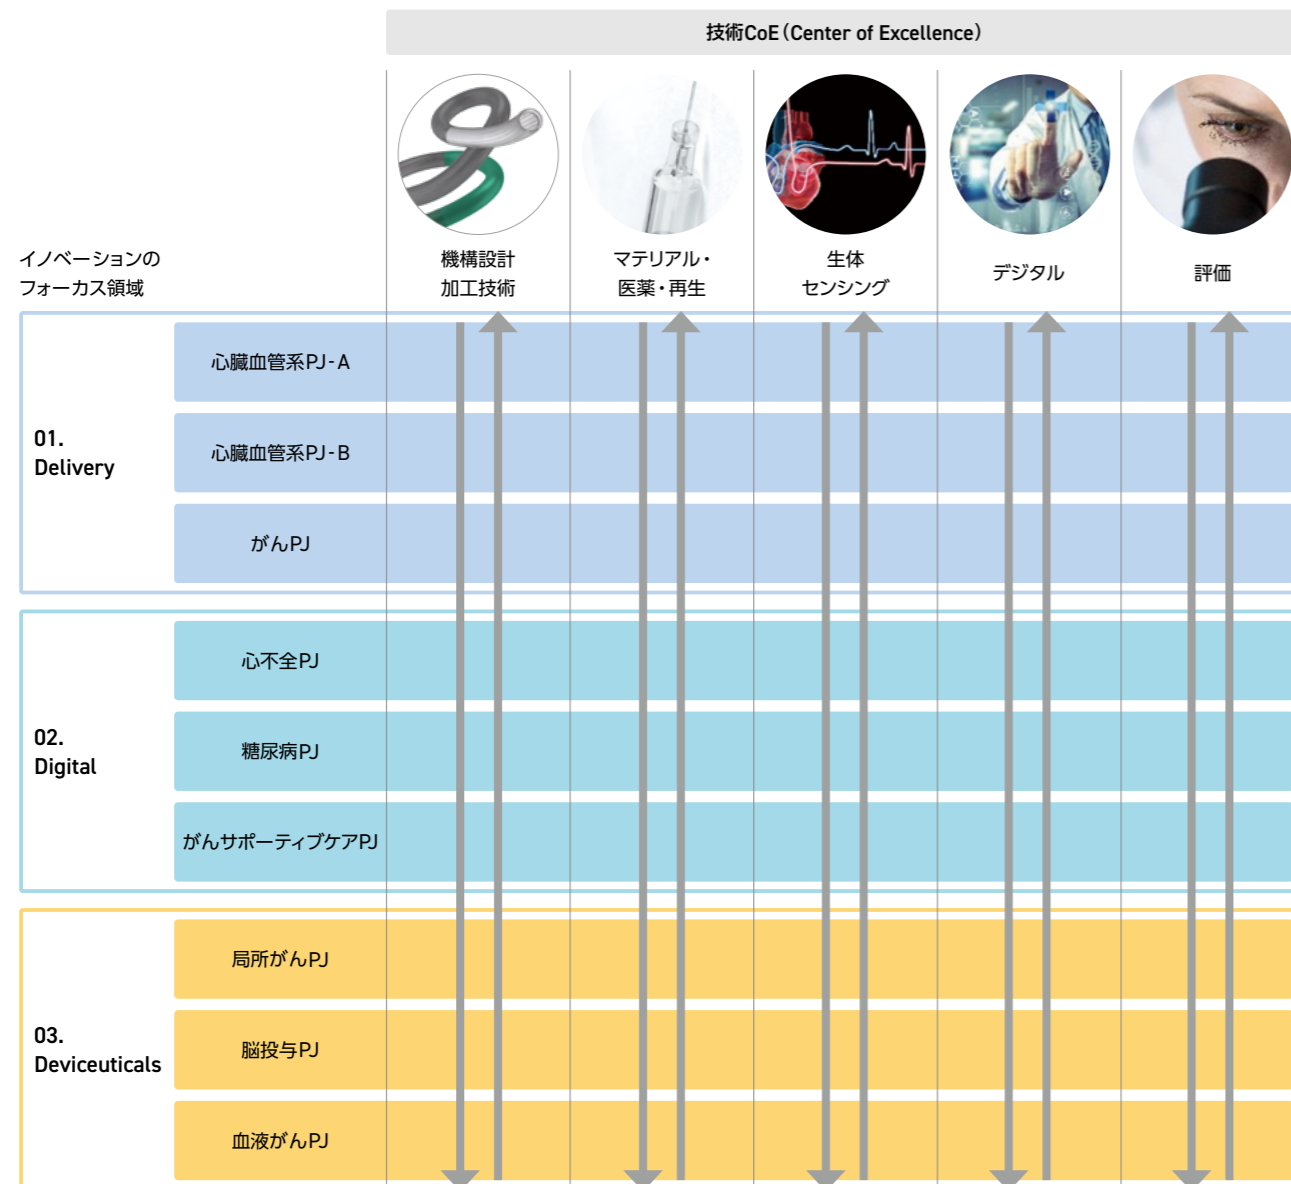 技術CoE（Center of Excellence）
イノベーションの
フォーカス領域
機構設計
加工技術
マテリアル・
医薬・再生
生体
センシング
デジタル
評価
01.
Delivery
心臓血管系PJ-A
心臓血管系PJ-B
がんPJ
02.
Digital
心不全PJ
糖尿病PJ
がんサポーティブケアPJ
03.
Deviceuticals
局所がんPJ
脳投与PJ
血液がんPJ